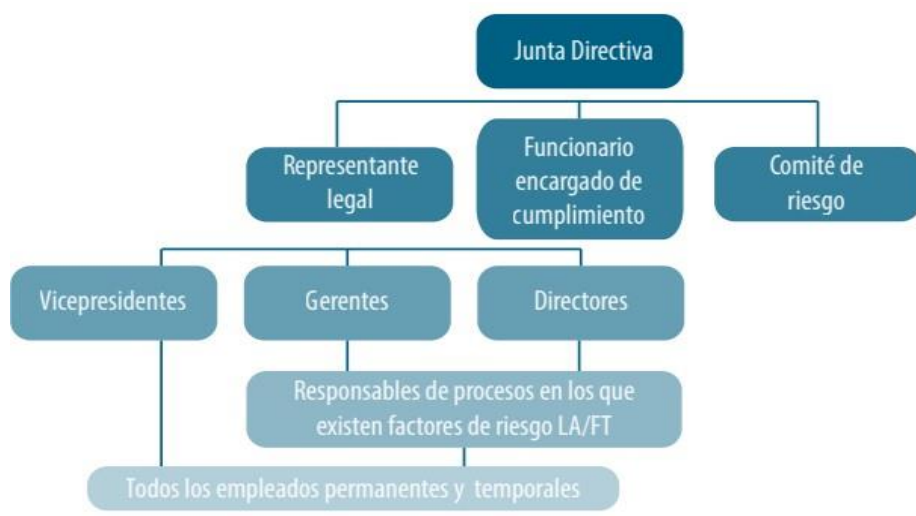 Junta Directiva
Representante
legal
Funcionario
encargado de
cumplimiento
Comité de
riesgo
Vicepresidentes
Gerentes
Directores
Responsables de procesos en los que
existen factores de riesgo LA/FT
Todos los empleados permanentes y temporales